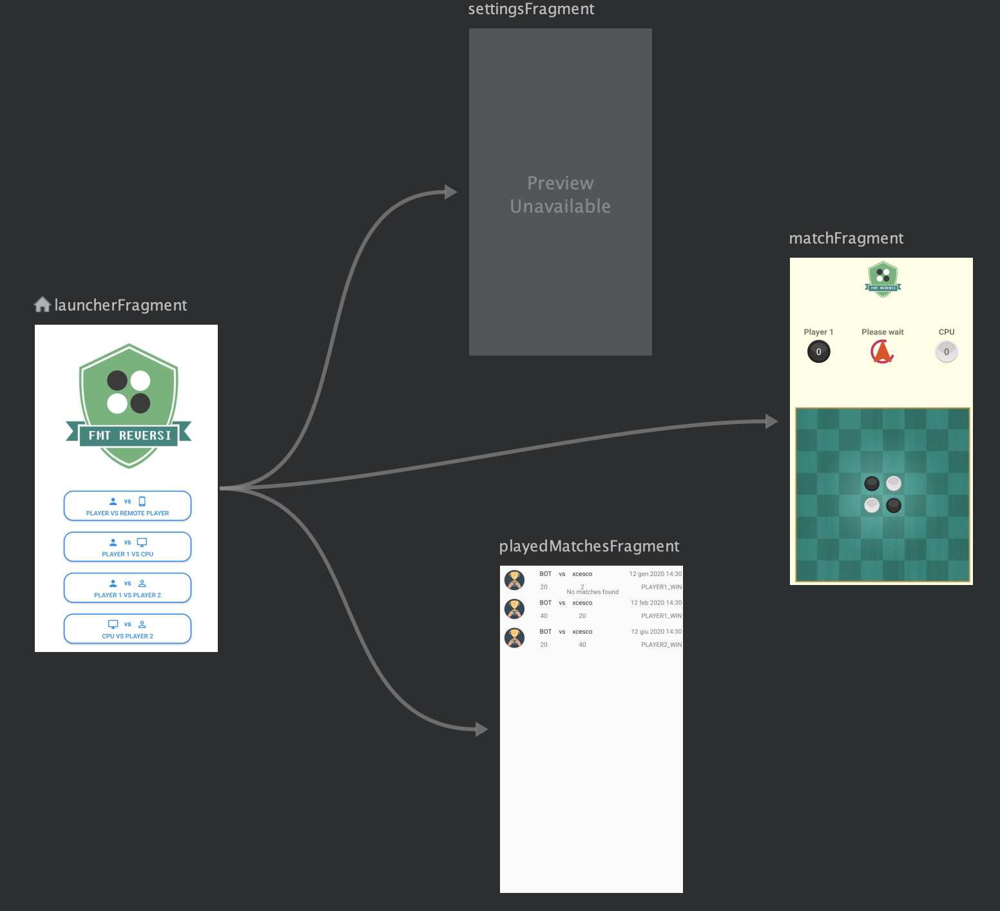 settingsFragment
Preview
Unavailable
matchFragment
FMT REVERSI
Player 1
Please wait
CPU
0
0
launcherFragment
FMT REVERSI
vs
PLAYER VS REMOTE PLAYER
vs
PLAYER 1 VS CPU
vs
PLAYER 1 VS PLAYER 2
vs
CPU VS PLAYER 2
playedMatchesFragment
BOT vs xcesco 12 gen 2020 14:30
20 2 PLAYER1_WIN
No matches found
BOT vs xcesco 12 feb 2020 14:30
40 20 PLAYER1_WIN
BOT vs xcesco 12 giu 2020 14:30
20 40 PLAYER2_WIN